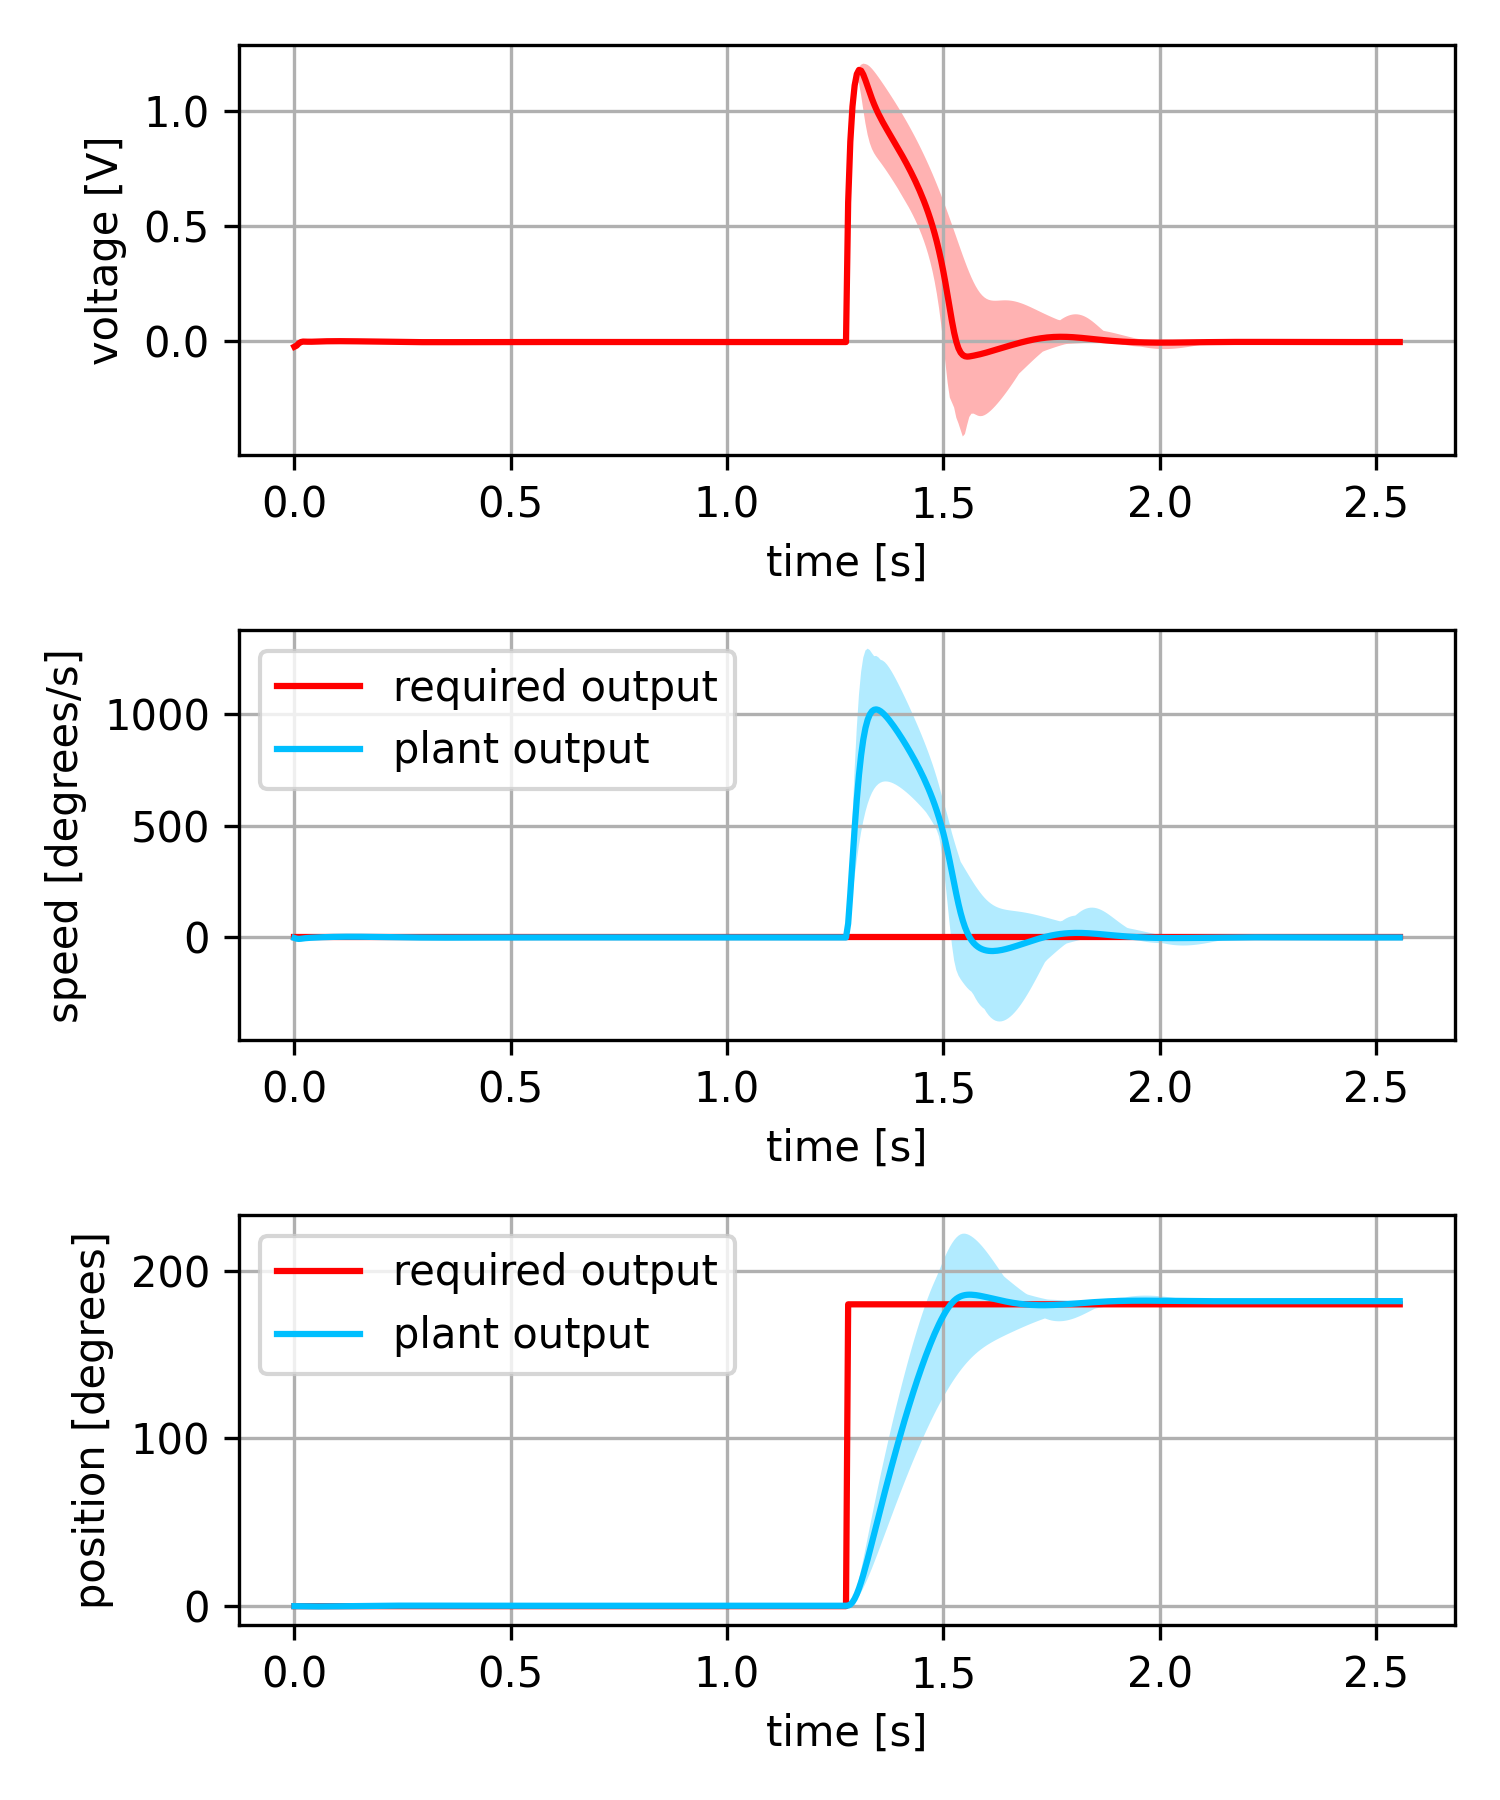 1.0
0.5
0.0
voltage [V]
0.0 0.5 1.0 1.5 2.0 2.5
time [s]
required output
plant output
1000
500
0
speed [degrees/s]
0.0 0.5 1.0 1.5 2.0 2.5
time [s]
required output
plant output
200
100
0
position [degrees]
0.0 0.5 1.0 1.5 2.0 2.5
time [s]